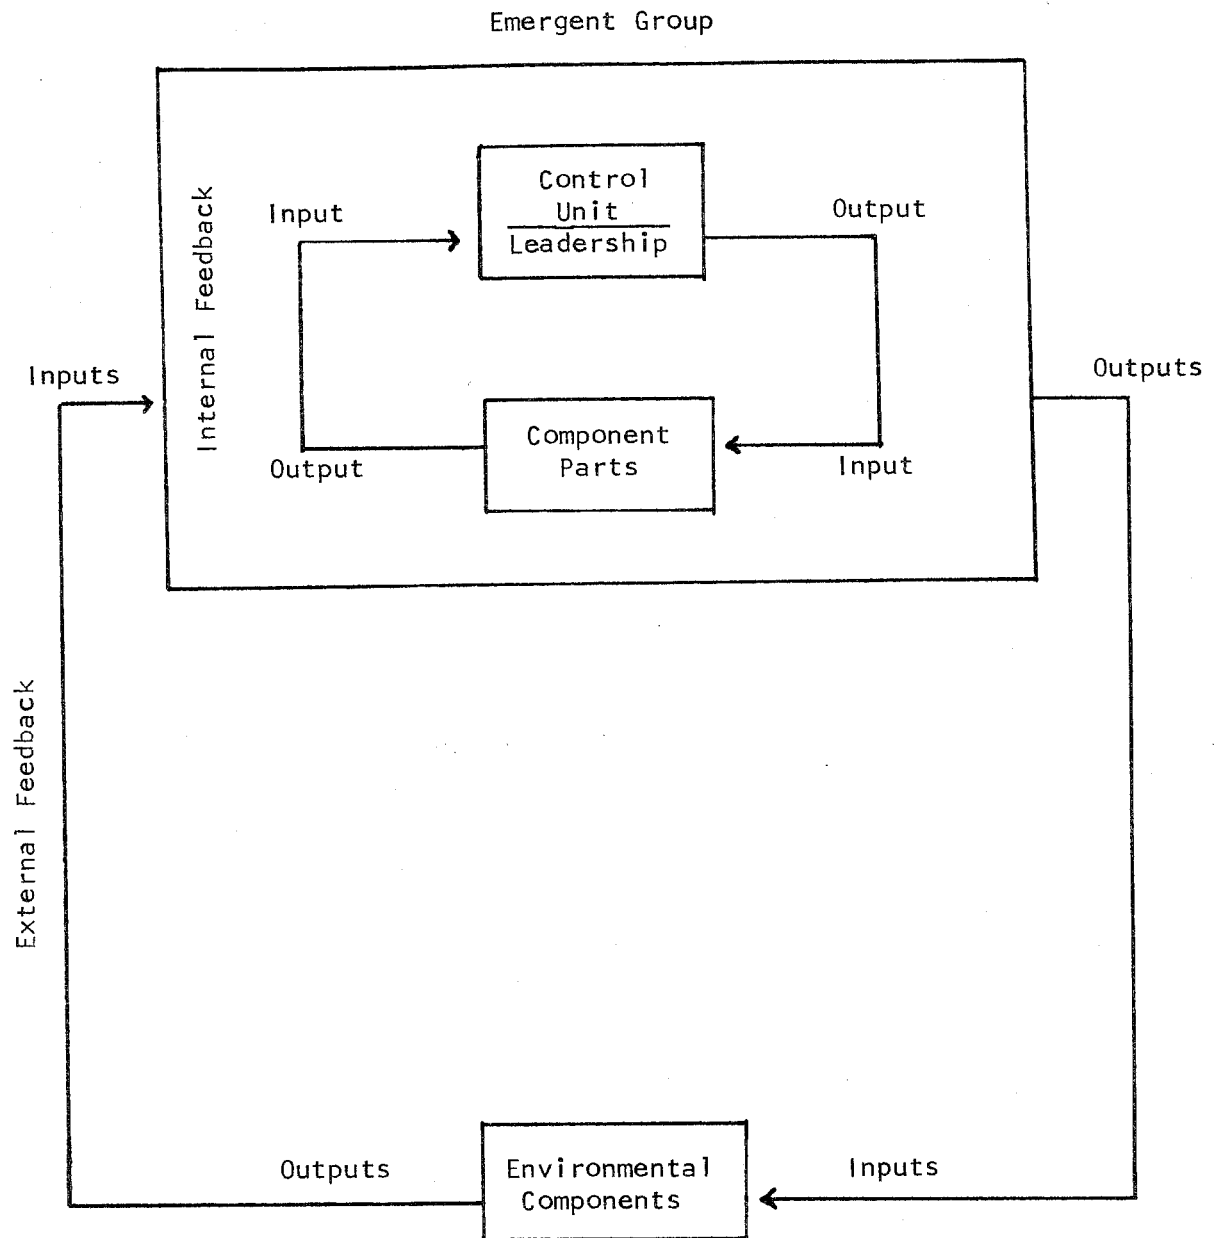 Emergent Group
Control
Unit
Leadership
Input
Output
Internal Feedback
Inputs
Outputs
Component
Parts
Output
Input
External Feedback
Outputs
Environmental
Components
Inputs